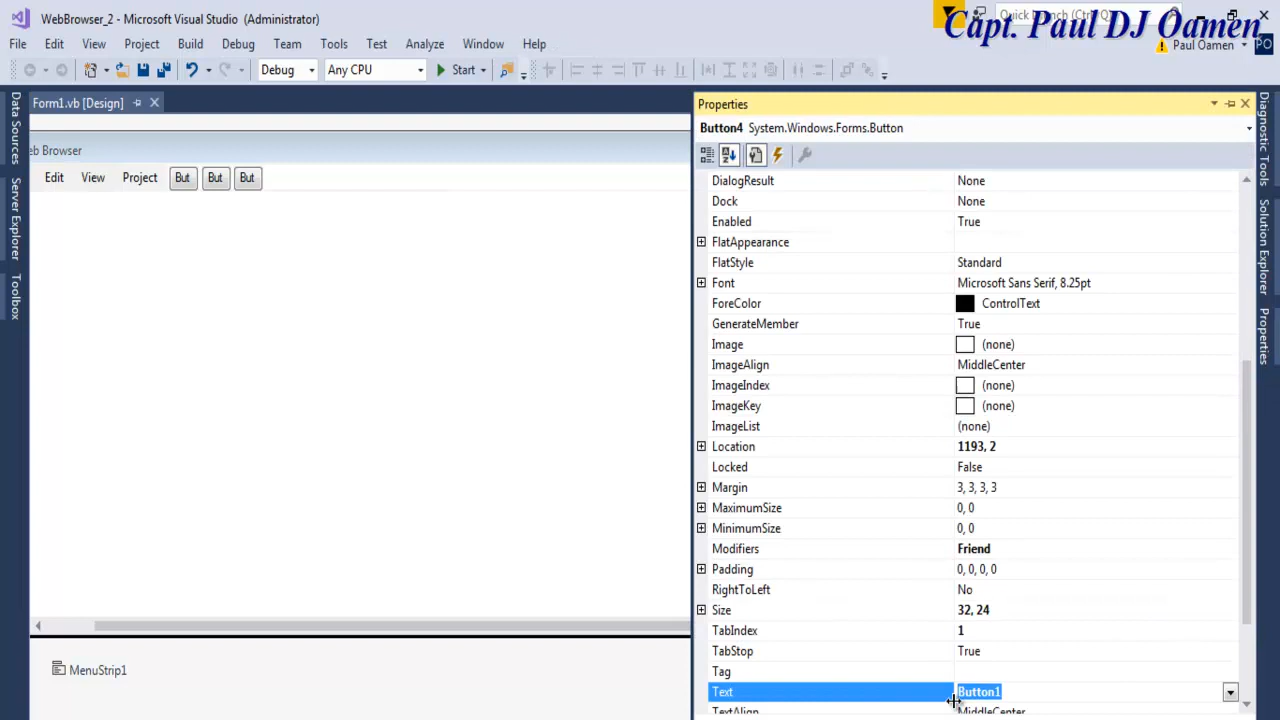 WebBrowser_2 - Microsoft Visual Studio (Administrator)
Quick Launch (Ctrl+Q)
Capt. Paul DJ Oamen
File Edit View Project Build Debug Team Tools Test Analyze Window Help
Paul Oamen PO
Debug Any CPU Start
Form1.vb [Design]
Properties
Button4 System.Windows.Forms.Button
eb Browser
Edit View Project But But But
DialogResult None
Dock None
Enabled True
FlatAppearance
FlatStyle Standard
Font Microsoft Sans Serif, 8.25pt
ForeColor ControlText
GenerateMember True
Image (none)
ImageAlign MiddleCenter
ImageIndex (none)
ImageKey (none)
ImageList (none)
Location 1193, 2
Locked False
Margin 3, 3, 3, 3
MaximumSize 0, 0
MinimumSize 0, 0
Modifiers Friend
Padding 0, 0, 0, 0
RightToLeft No
Size 32, 24
TabIndex 1
TabStop True
Tag
Text Button1
TextAlign MiddleCenter
MenuStrip1
Data Sources
Server Explorer
Toolbox
Diagnostic Tools
Solution Explorer
Properties